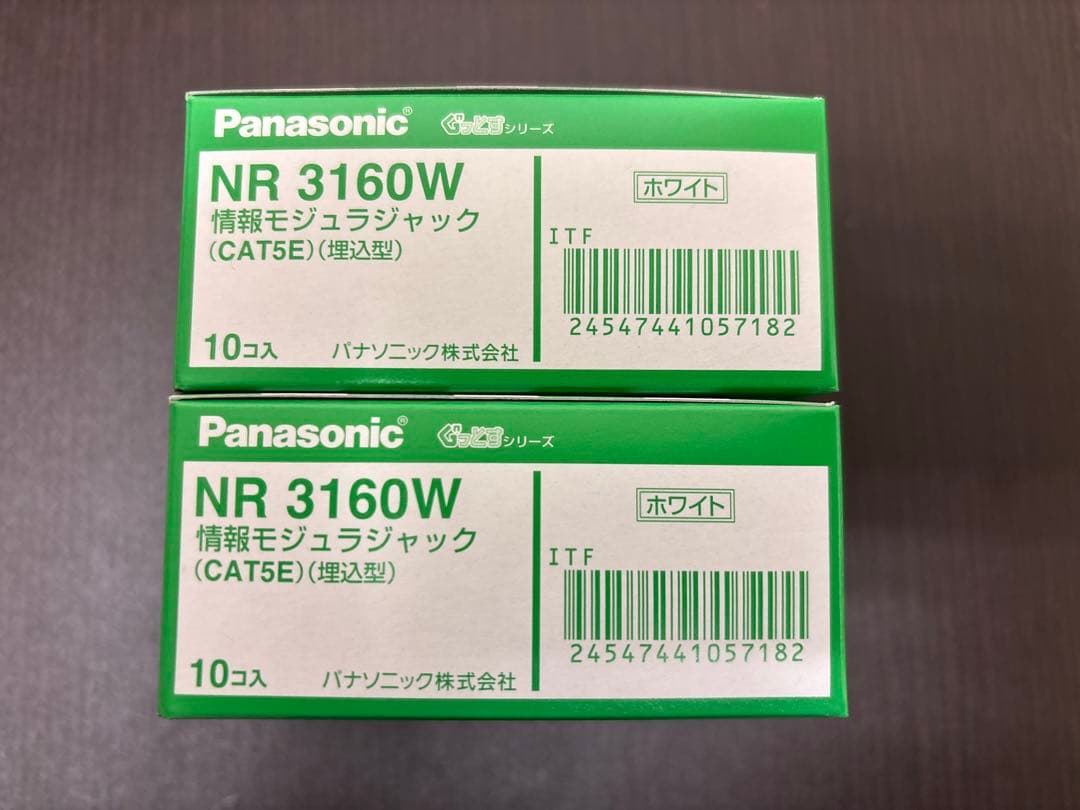 Panasonic® ぐっとすシリーズ
NR 3160W
情報モジュラジャック
(CAT5E)(埋込型)
10コ入 パナソニック株式会社
ホワイト
ITF
24547441057182
Panasonic® ぐっとすシリーズ
NR 3160W
情報モジュラジャック
(CAT5E)(埋込型)
10コ入 パナソニック株式会社
ホワイト
ITF
24547441057182